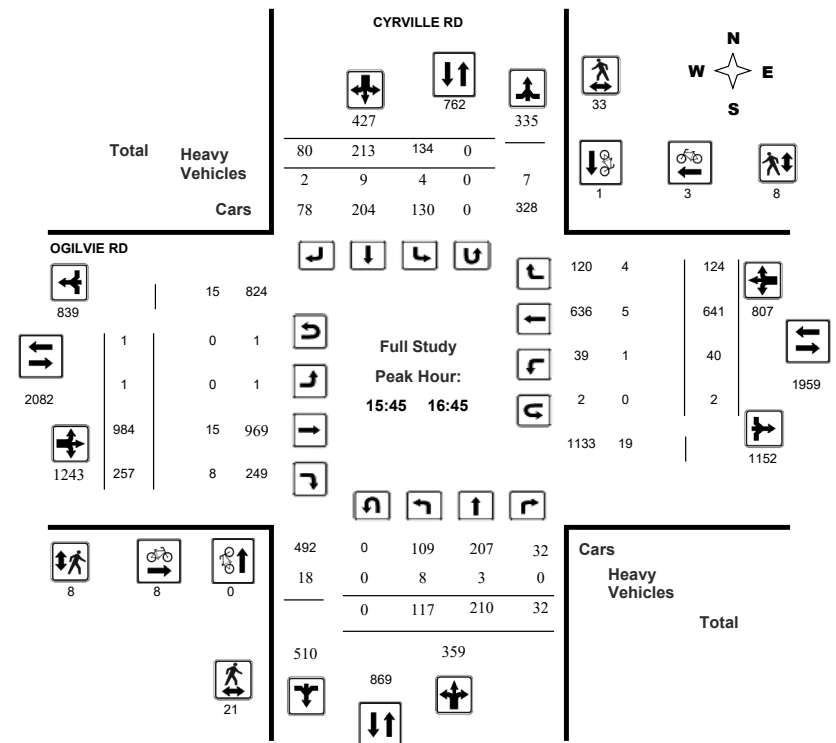 CYRVILLE RD
N
W E
S
427
762
335
33
Total
Heavy
Vehicles
Cars
80 213 134 0
2 9 4 0 7
78 204 130 0 328
1 3 8
OGILVIE RD
839
15 824
120 4 124
807
1 0 1
636 5 641
2082
1 0 1
39 1 40
1959
984 15 969
2 0 2
1243
257 8 249
1133 19
1152
Full Study
Peak Hour:
15:45 16:45
8 8 0
21
492 0 109 207 32
18 0 8 3 0
0 117 210 32
510 359
869
Cars
Heavy
Vehicles
Total